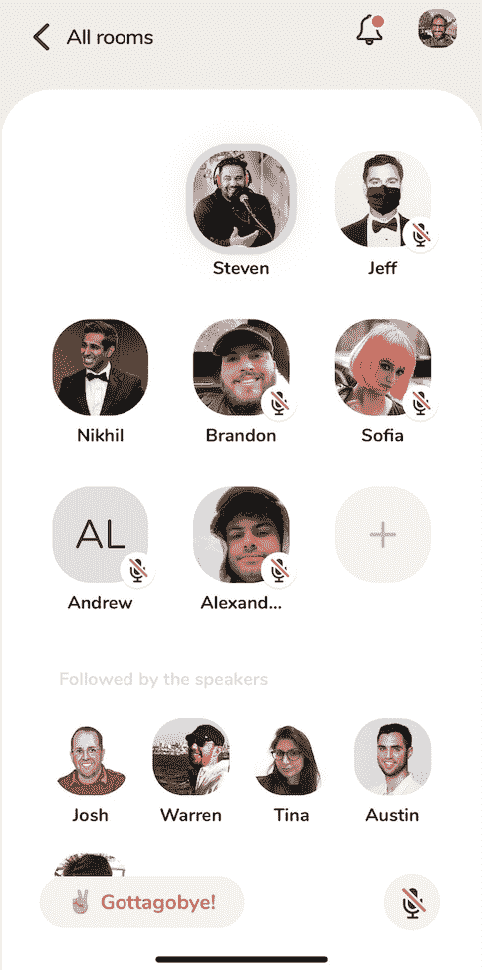 All rooms
Steven
Jeff
Nikhil
Brandon
Sofia
AL
Andrew
Alexand...
Followed by the speakers
Josh
Warren
Tina
Austin
✌🏼 Gottagobye!